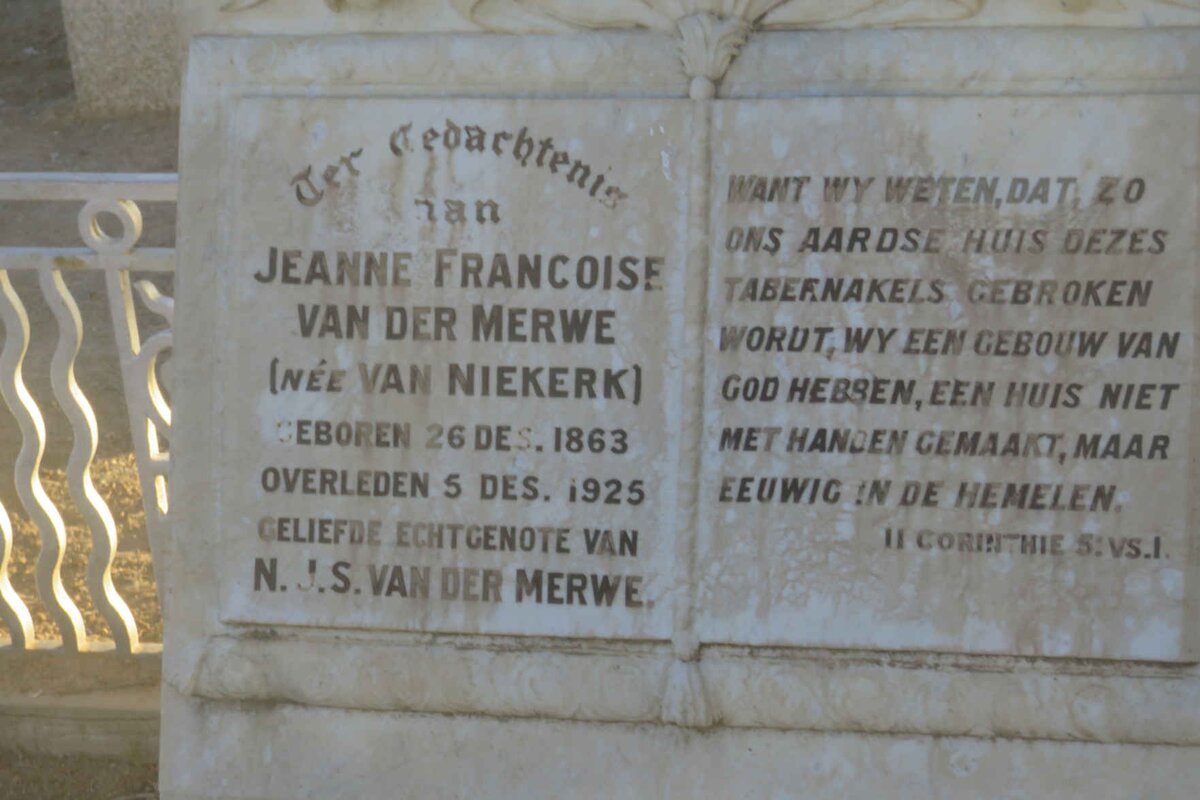 Ter Gedachtenis
van
JEANNE FRANCOISE
VAN DER MERWE
(NÉE VAN NIEKERK)
GEBOREN 26 DES. 1863
OVERLEDEN 5 DES. 1925
GELIEFDE ECHTGENOTE VAN
N.J.S. VAN DER MERWE.
WANT WY WETEN, DAT, ZO
ONS AARDSE HUIS DEZES
TABERNAKELS GEBROKEN
WORDT, WY EEN GEBOUW VAN
GOD HEBBEN, EEN HUIS NIET
MET HANDEN GEMAAKT, MAAR
EEUWIG IN DE HEMELEN.
II CORINTHIE 5: VS.1.